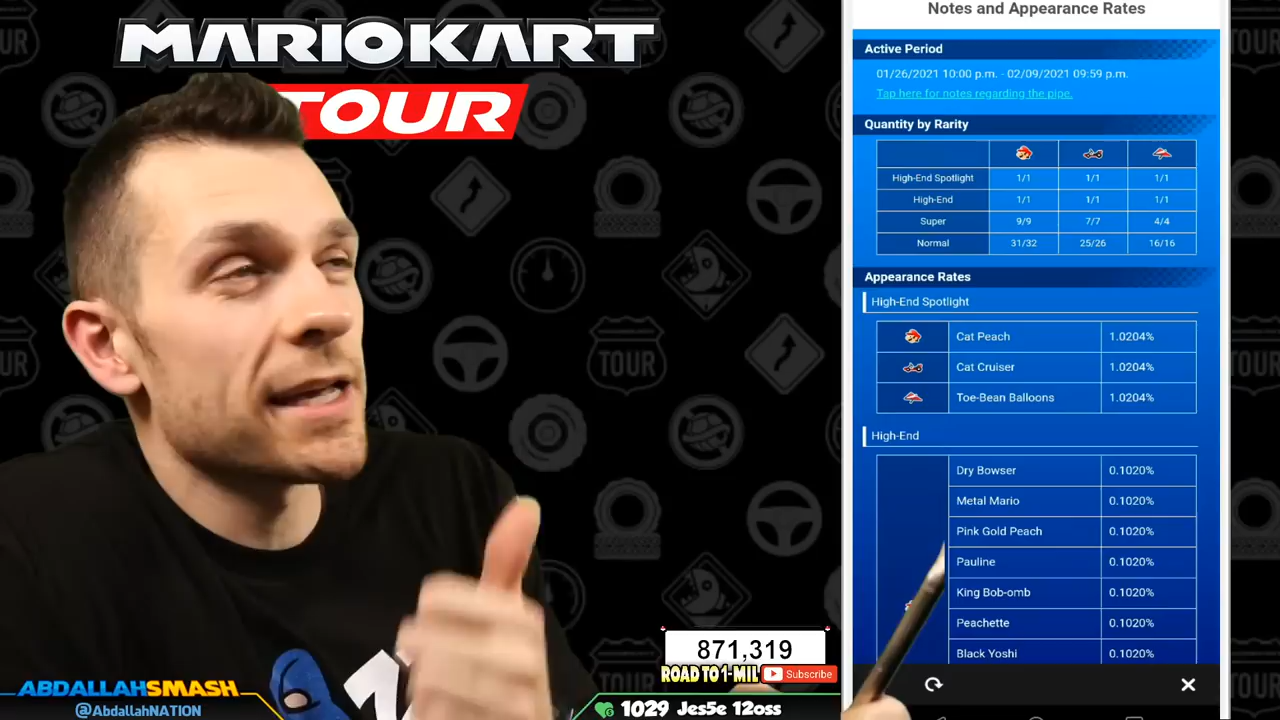 MARIOKART
TOUR
TOUR
TOUR
ABDALLAHSMASH
@AbdallahNATION
871,319
ROAD TO 1-MIL Subscribe
1029 Jes5e 12oss
Notes and Appearance Rates
Active Period
01/26/2021 10:00 p.m. - 02/09/2021 09:59 p.m.
Tap here for notes regarding the pipe.
Quantity by Rarity
High-End Spotlight 1/1 1/1 1/1
High-End 1/1 1/1 1/1
Super 9/9 7/7 4/4
Normal 31/32 25/26 16/16
Appearance Rates
High-End Spotlight
Cat Peach 1.0204%
Cat Cruiser 1.0204%
Toe-Bean Balloons 1.0204%
High-End
Dry Bowser 0.1020%
Metal Mario 0.1020%
Pink Gold Peach 0.1020%
Pauline 0.1020%
King Bob-omb 0.1020%
Peachette 0.1020%
Black Yoshi 0.1020%